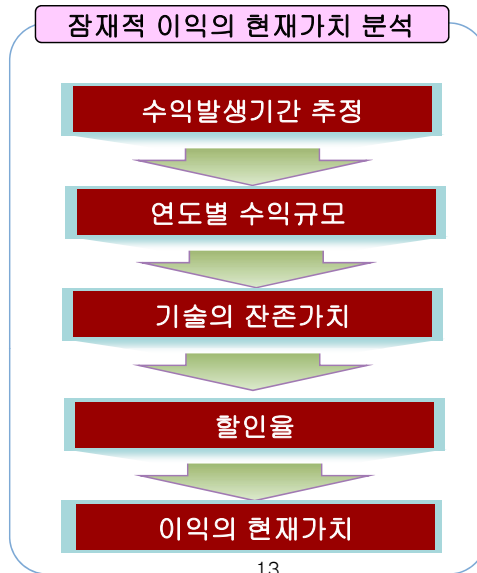 잠재적 이익의 현재가치 분석
수익발생기간 추정
연도별 수익규모
기술의 잔존가치
할인율
이익의 현재가치
13